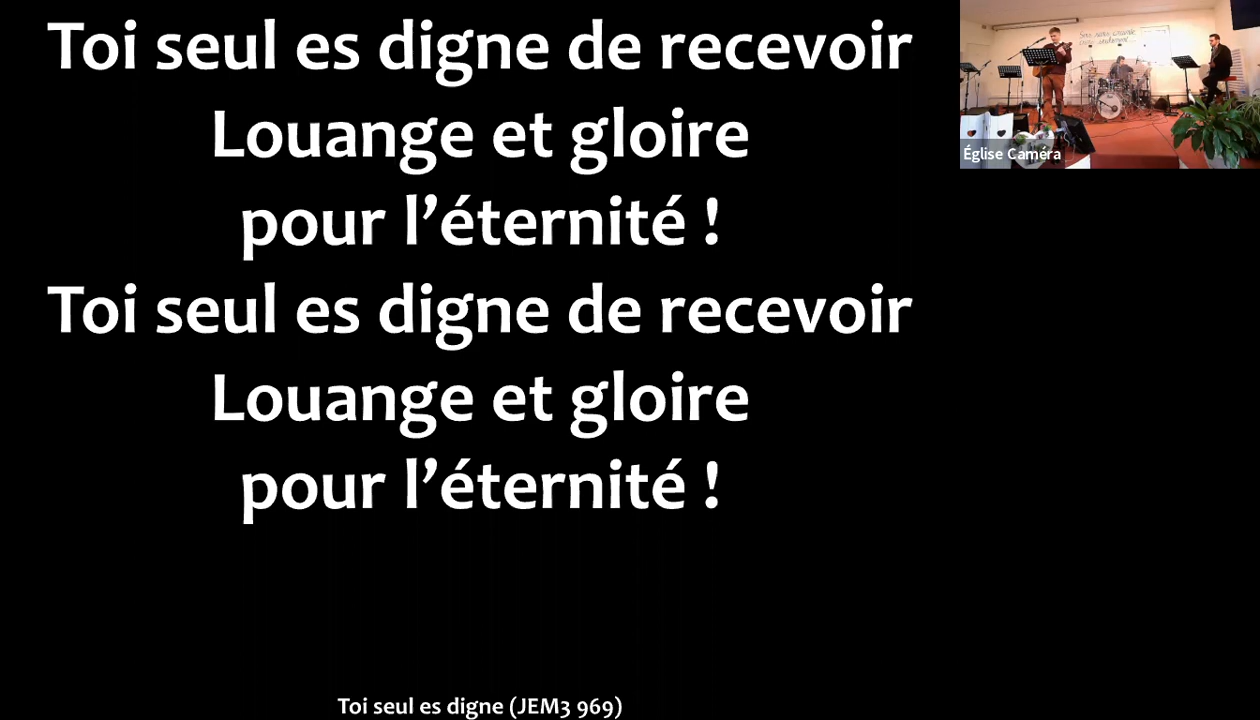 Toi seul es digne de recevoir
Louange et gloire
pour l’éternité !
Toi seul es digne de recevoir
Louange et gloire
pour l’éternité !
Toi seul es digne (JEM3 969)
Église Caméra